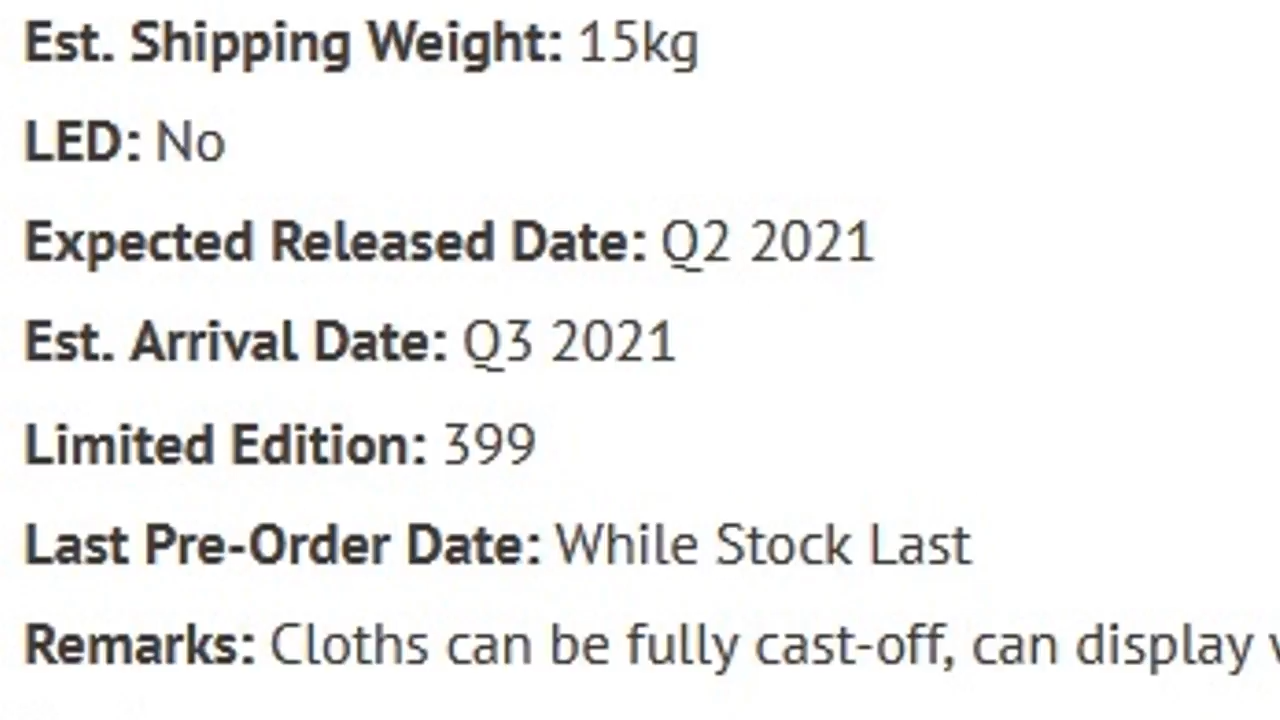 Est. Shipping Weight: 15kg
LED: No
Expected Released Date: Q2 2021
Est. Arrival Date: Q3 2021
Limited Edition: 399
Last Pre-Order Date: While Stock Last
Remarks: Cloths can be fully cast-off, can display